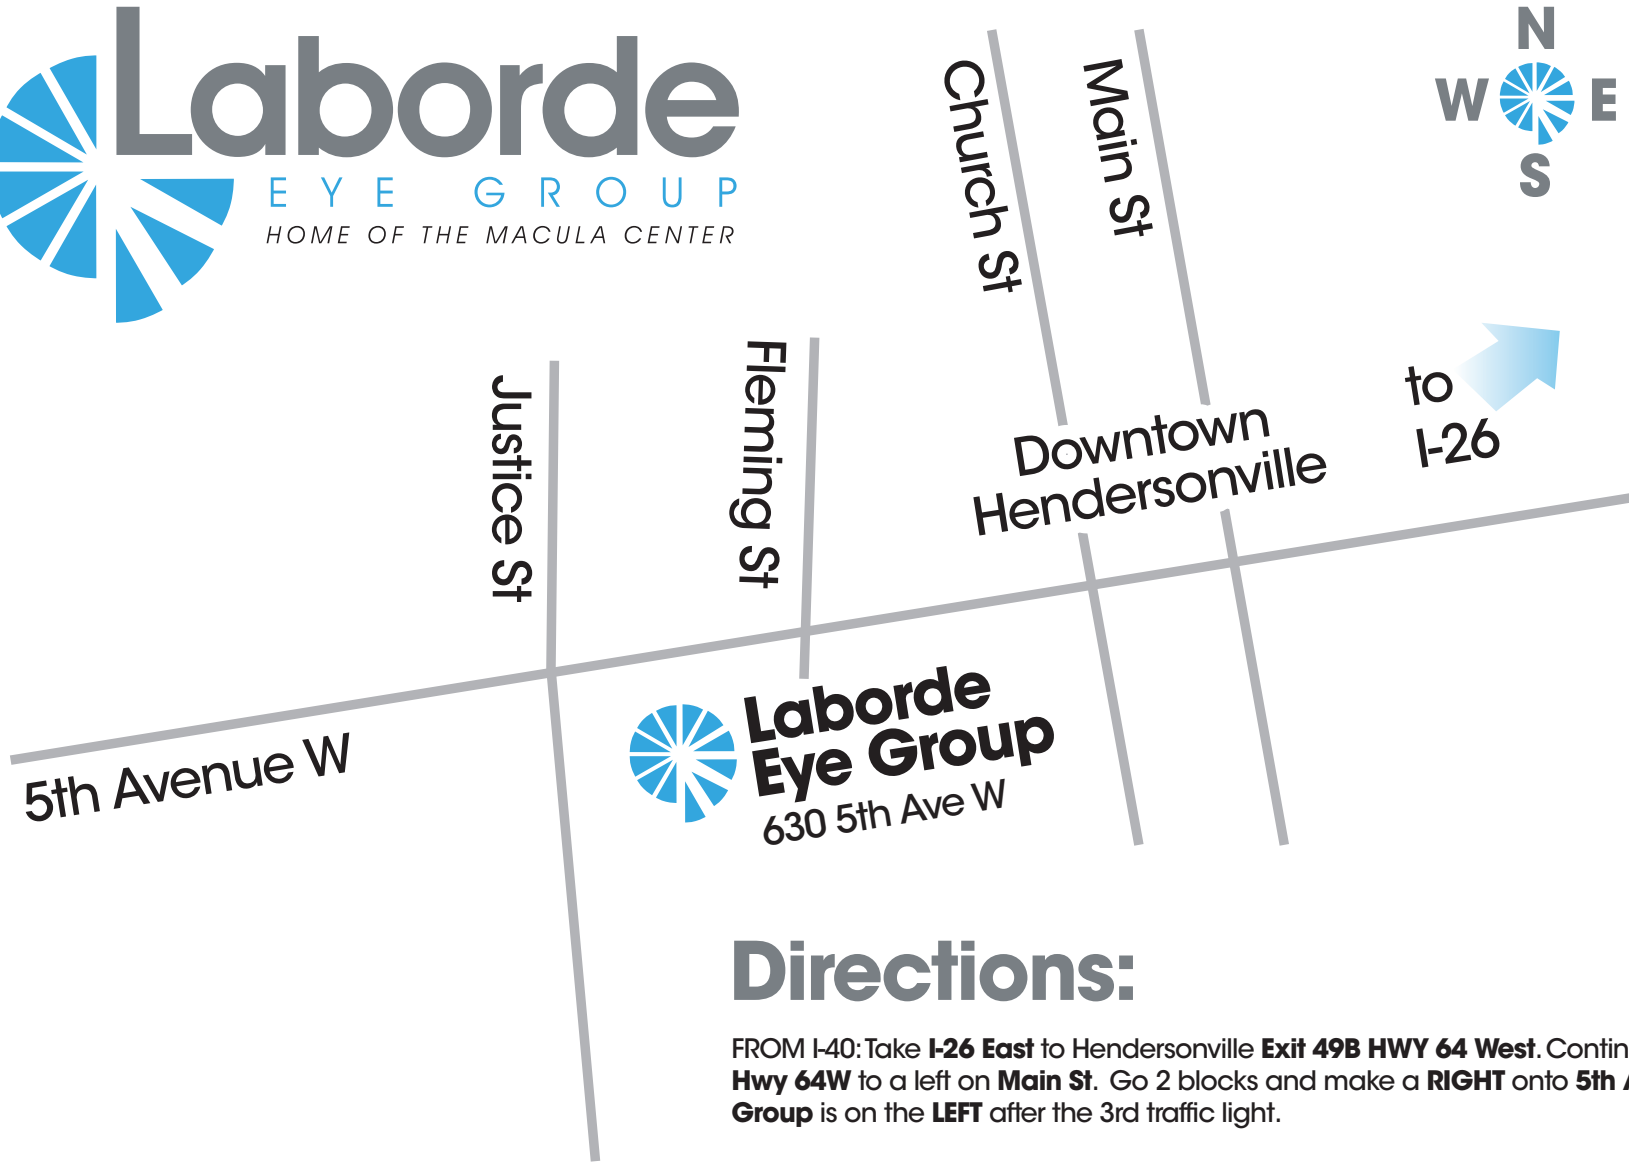 Laborde
EYE GROUP
HOME OF THE MACULA CENTER
N
W E
S
Church St
Main St
Justice St
Fleming St
Downtown
Hendersonville
to
I-26
5th Avenue W
Laborde
Eye Group
630 5th Ave W
Directions:
FROM I-40: Take I-26 East to Hendersonville Exit 49B HWY 64 West. Contin
Hwy 64W to a left on Main St. Go 2 blocks and make a RIGHT onto 5th
Group is on the LEFT after the 3rd traffic light.